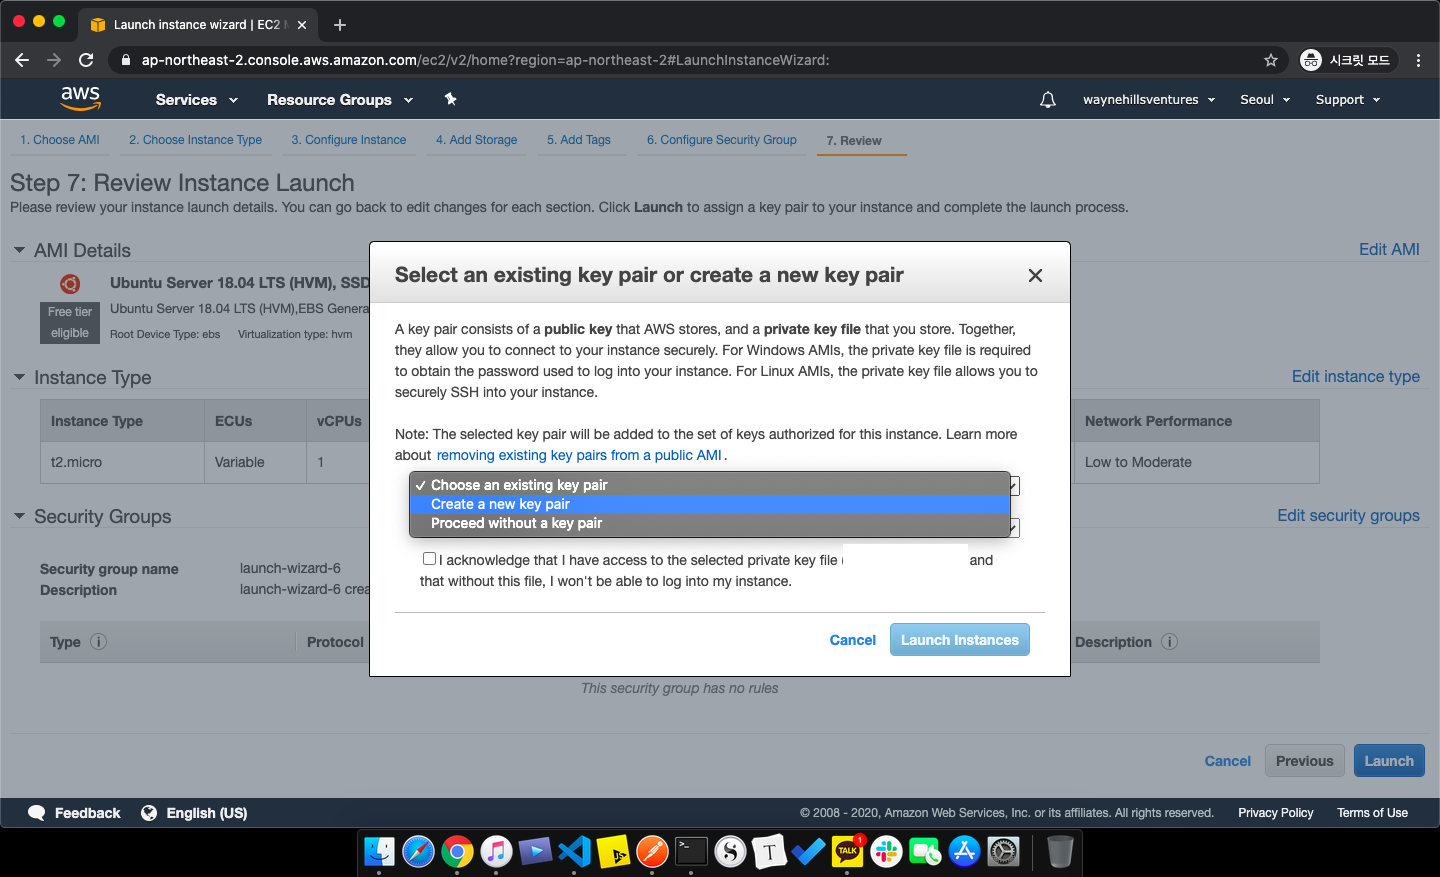 Launch instance wizard | EC2
ap-northeast-2.console.aws.amazon.com/ec2/v2/home?region=ap-northeast-2#LaunchInstanceWizard:
시크릿 모드
aws
Services
Resource Groups
waynehillsventures
Seoul
Support
1. Choose AMI
2. Choose Instance Type
3. Configure Instance
4. Add Storage
5. Add Tags
6. Configure Security Group
7. Review
Step 7: Review Instance Launch
Please review your instance launch details. You can go back to edit changes for each section. Click Launch to assign a key pair to your instance and complete the launch process.
AMI Details
Edit AMI
Ubuntu Server 18.04 LTS (HVM), SSD
Free tier
eligible
Ubuntu Server 18.04 LTS (HVM),EBS Genera
Root Device Type: ebs
Virtualization type: hvm
Instance Type
Edit instance type
Instance Type
ECUs
vCPUs
Network Performance
t2.micro
Variable
1
Low to Moderate
Security Groups
Edit security groups
Security group name
launch-wizard-6
Description
launch-wizard-6 crea
Type
Protocol
Description
This security group has no rules
Select an existing key pair or create a new key pair
A key pair consists of a public key that AWS stores, and a private key file that you store. Together,
they allow you to connect to your instance securely. For Windows AMIs, the private key file is required
to obtain the password used to log into your instance. For Linux AMIs, the private key file allows you to
securely SSH into your instance.
Note: The selected key pair will be added to the set of keys authorized for this instance. Learn more
about removing existing key pairs from a public AMI .
✓ Choose an existing key pair
Create a new key pair
Proceed without a key pair
I acknowledge that I have access to the selected private key file ( and
that without this file, I won't be able to log into my instance.
Cancel
Launch Instances
Cancel
Previous
Launch
Feedback
English (US)
© 2008 - 2020, Amazon Web Services, Inc. or its affiliates. All rights reserved.
Privacy Policy
Terms of Use
>_
S
T
TALK
1